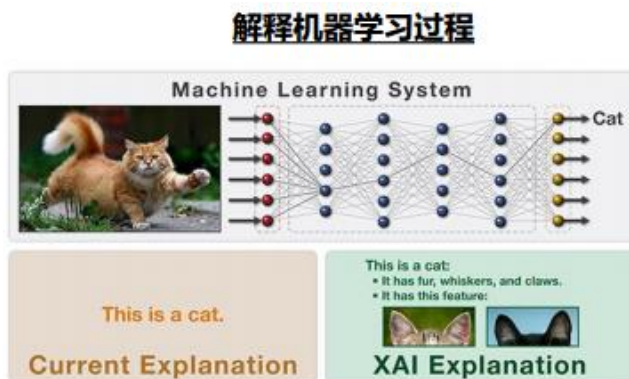 解释机器学习过程
Machine Learning System
Cat
This is a cat.
Current Explanation
This is a cat:
• It has fur, whiskers, and claws.
• It has this feature:
XAI Explanation